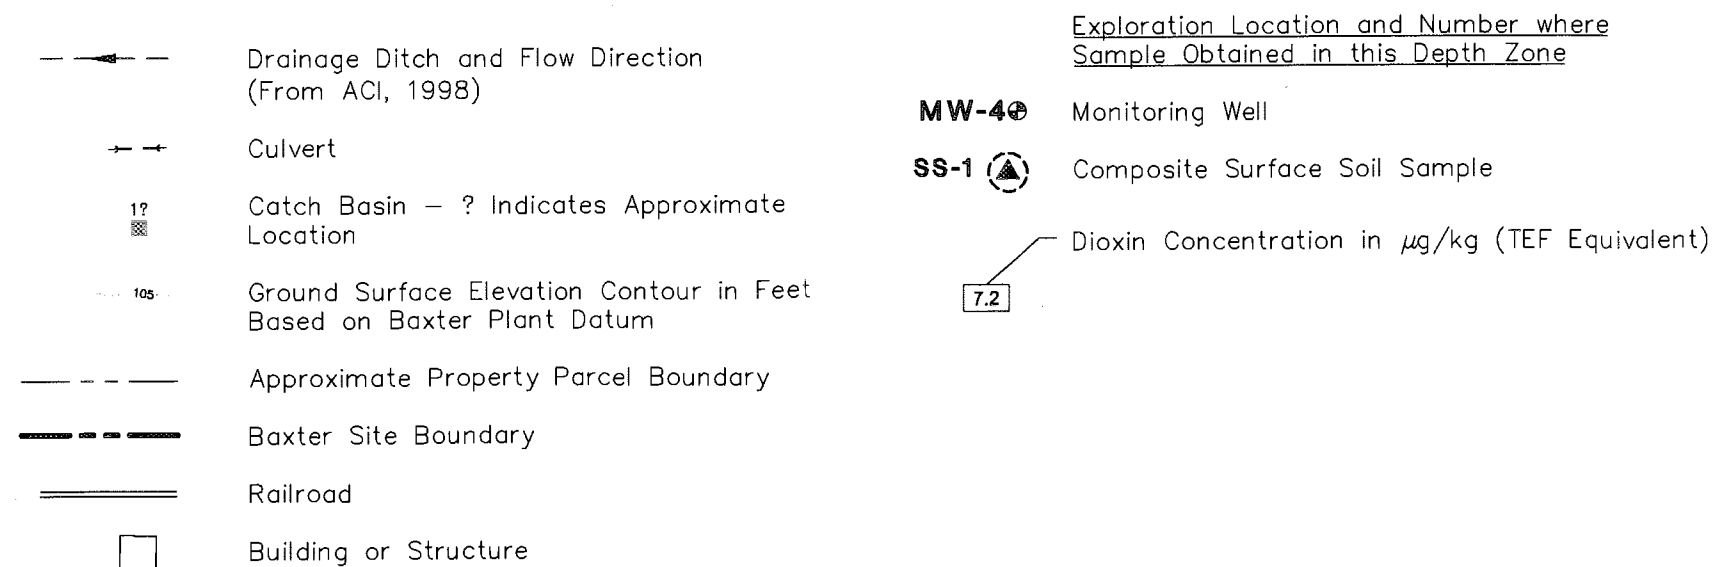 Drainage Ditch and Flow Direction
(From ACI, 1998)
Culvert
1?
Catch Basin – ? Indicates Approximate
Location
105
Ground Surface Elevation Contour in Feet
Based on Baxter Plant Datum
Approximate Property Parcel Boundary
Baxter Site Boundary
Railroad
Building or Structure
Exploration Location and Number where
Sample Obtained in this Depth Zone
MW-4 Monitoring Well
SS-1 Composite Surface Soil Sample
Dioxin Concentration in µg/kg (TEF Equivalent)
7.2